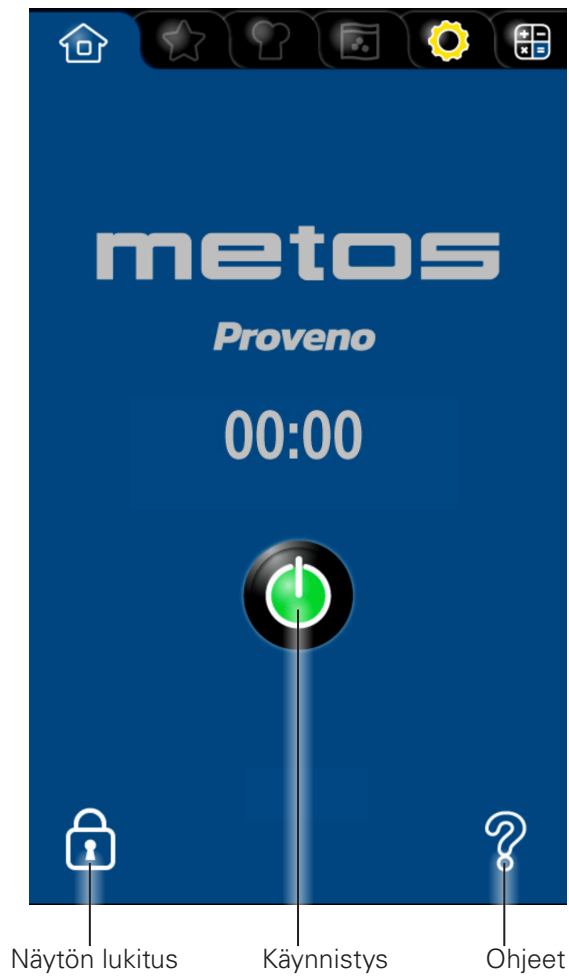 metos
Proveno
00:00
Näytön lukitus
Käynnistys
Ohjeet